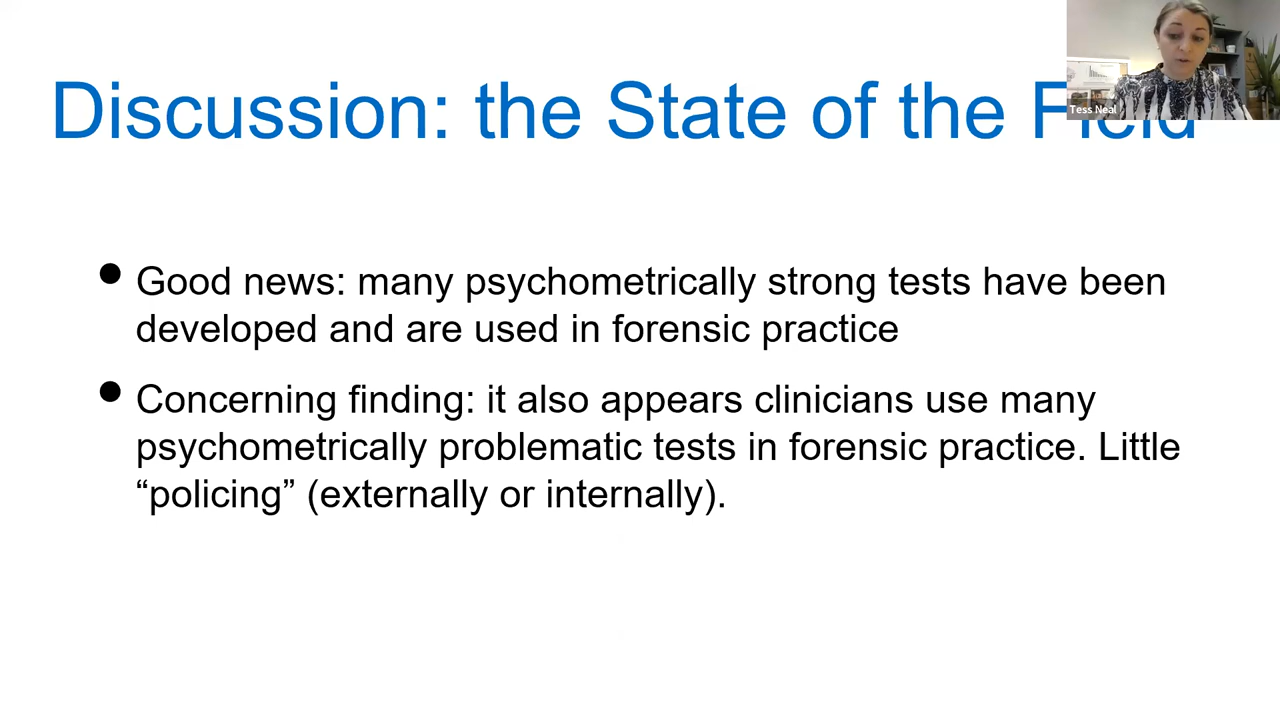 Discussion: the State of the Field
Tess Neal
• Good news: many psychometrically strong tests have been
developed and are used in forensic practice
• Concerning finding: it also appears clinicians use many
psychometrically problematic tests in forensic practice. Little
“policing” (externally or internally).